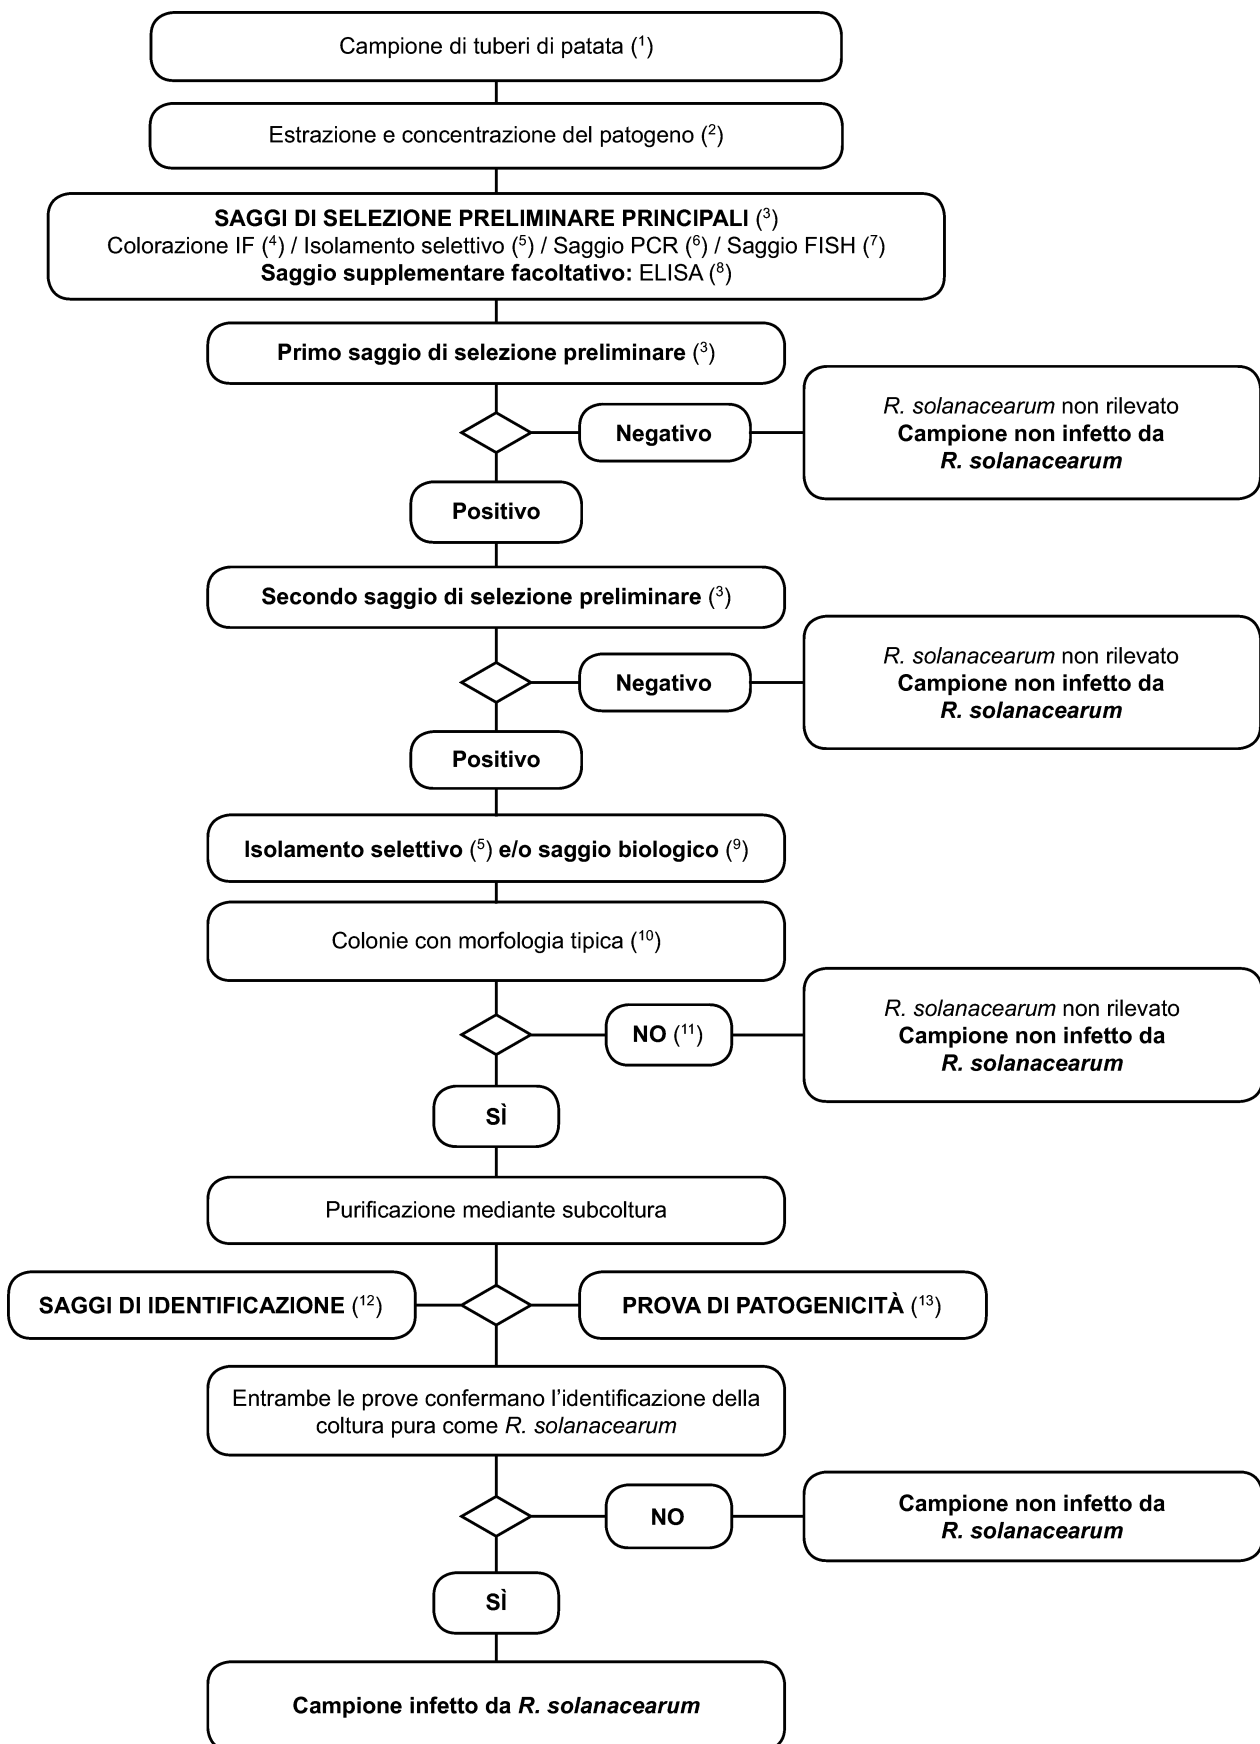 Campione di tuberi di patata (¹)
Estrazione e concentrazione del patogeno (²)
SAGGI DI SELEZIONE PRELIMINARE PRINCIPALI (³)
Colorazione IF (⁴) / Isolamento selettivo (⁵) / Saggio PCR (⁶) / Saggio FISH (⁷)
Saggio supplementare facoltativo: ELISA (⁸)
Primo saggio di selezione preliminare (³)
Negativo
R. solanacearum non rilevato
Campione non infetto da
R. solanacearum
Positivo
Secondo saggio di selezione preliminare (³)
Negativo
R. solanacearum non rilevato
Campione non infetto da
R. solanacearum
Positivo
Isolamento selettivo (⁵) e/o saggio biologico (⁹)
Colonie con morfologia tipica (¹⁰)
NO (¹¹)
R. solanacearum non rilevato
Campione non infetto da
R. solanacearum
SÌ
Purificazione mediante subcoltura
SAGGI DI IDENTIFICAZIONE (¹²)
PROVA DI PATOGENICITÀ (¹³)
Entrambe le prove confermano l'identificazione della
coltura pura come R. solanacearum
NO
Campione non infetto da
R. solanacearum
SÌ
Campione infetto da R. solanacearum